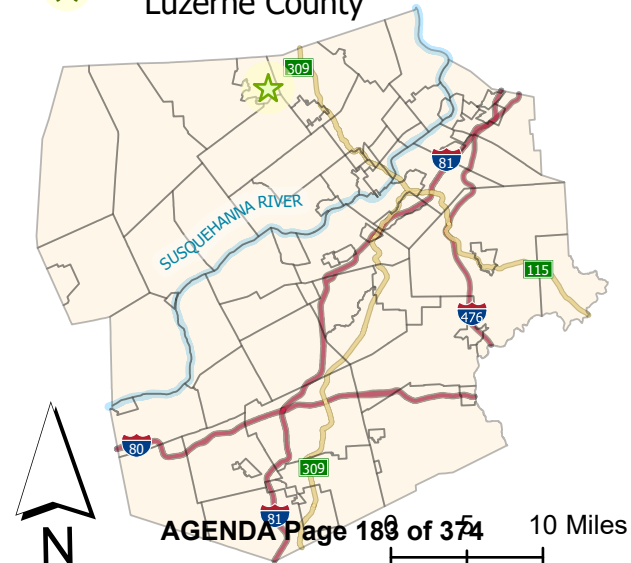 Luzerne County
309
81
SUSQUEHANNA RIVER
115
476
80
309
81
AGENDA Page 183 of 374
0 5 10 Miles
N